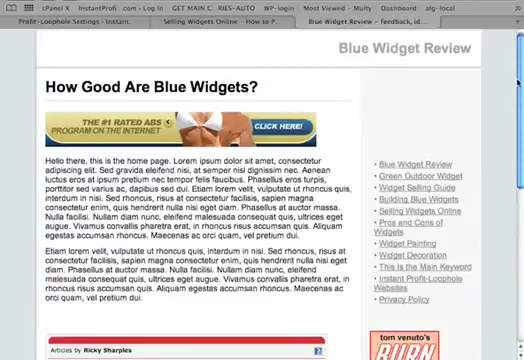 cPanel X InstantProfi...com - Log In GET MAIN C...RIES-AUTO WP-login Most Viewed - Multy Dashboard alg-local
Profit-Loophole Settings ‹ Instant... Selling Widgets Online – How to P... Blue Widget Review – feedback, id...
Blue Widget Review
How Good Are Blue Widgets?
THE #1 RATED ABS
PROGRAM ON THE INTERNET
CLICK HERE!
Hello there, this is the home page. Lorem ipsum dolor sit amet, consectetur
adipiscing elit. Sed gravida eleifend nisi, at semper nisl dignissim nec. Aenean
luctus eros at ipsum pretium nec tempor felis faucibus. Phasellus eros turpis,
porttitor sed varius ac, dapibus sed dui. Etiam lorem velit, vulputate ut rhoncus quis,
interdum in nisi. Sed rhoncus, risus at consectetur facilisis, sapien magna
consectetur enim, quis hendrerit nulla nisi eget diam. Phasellus at auctor massa.
Nulla facilisi. Nullam diam nunc, eleifend malesuada consequat quis, ultrices eget
augue. Vivamus convallis pharetra erat, in rhoncus risus accumsan quis. Aliquam
egestas accumsan rhoncus. Maecenas ac orci quam, vel pretium dui.
Etiam lorem velit, vulputate ut rhoncus quis, interdum in nisi. Sed rhoncus, risus at
consectetur facilisis, sapien magna consectetur enim, quis hendrerit nulla nisi eget
diam. Phasellus at auctor massa. Nulla facilisi. Nullam diam nunc, eleifend
malesuada consequat quis, ultrices eget augue. Vivamus convallis pharetra erat, in
rhoncus risus accumsan quis. Aliquam egestas accumsan rhoncus. Maecenas ac
orci quam, vel pretium dui.
Articles by Ricky Sharples ?
• Blue Widget Review
• Green Outdoor Widget
• Widget Selling Guide
• Building Blue Widgets
• Selling Widgets Online
• Pros and Cons of
Widgets
• Widget Painting
• Widget Decoration
• This Is the Main Keyword
• Instant Profit-Loophole
Websites
• Privacy Policy
tom venuto's
BURN